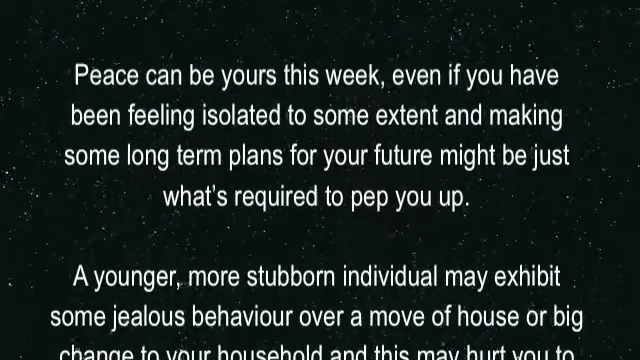 Peace can be yours this week, even if you have
been feeling isolated to some extent and making
some long term plans for your future might be just
what's required to pep you up.
A younger, more stubborn individual may exhibit
some jealous behaviour over a move of house or big
change to your household and this may hurt you to